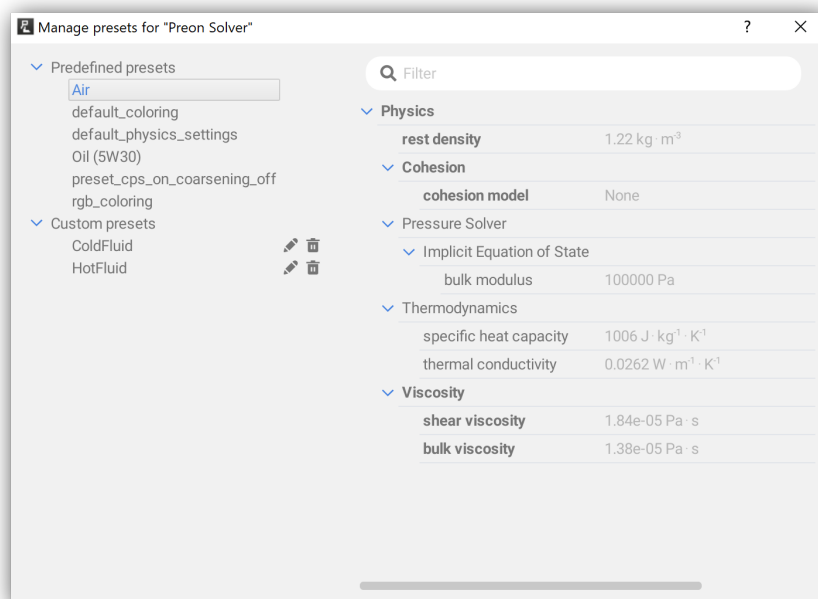 Manage presets for "Preon Solver" ?
Predefined presets
Air
default_coloring
default_physics_settings
Oil (5W30)
preset_cps_on_coarsening_off
rgb_coloring
Custom presets
ColdFluid
HotFluid
Filter
Physics
rest density 1.22 kg · m⁻³
Cohesion
cohesion model None
Pressure Solver
Implicit Equation of State
bulk modulus 100000 Pa
Thermodynamics
specific heat capacity 1006 J · kg⁻¹ · K⁻¹
thermal conductivity 0.0262 W · m⁻¹ · K⁻¹
Viscosity
shear viscosity 1.84e-05 Pa · s
bulk viscosity 1.38e-05 Pa · s